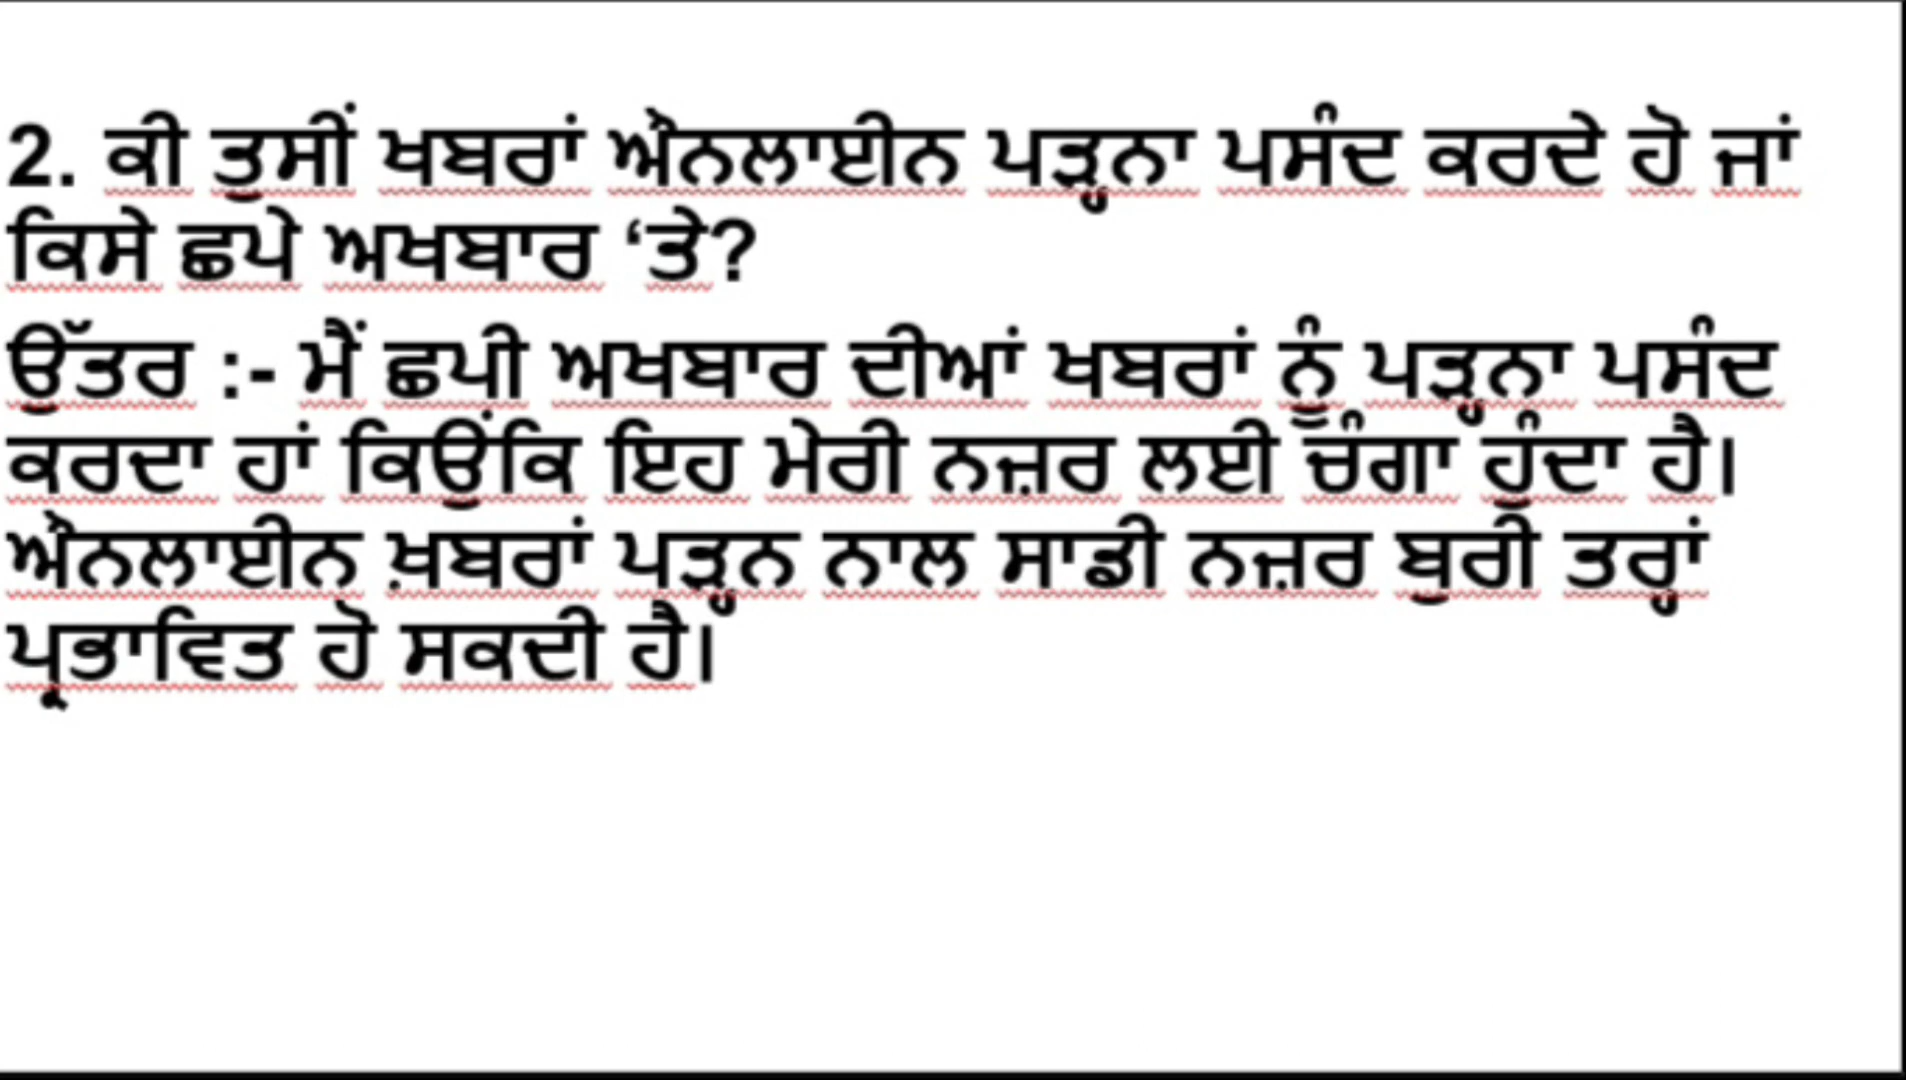 2. ਕੀ ਤੁਸੀਂ ਖਬਰਾਂ ਔਨਲਾਈਨ ਪੜ੍ਹਨਾ ਪਸੰਦ ਕਰਦੇ ਹੋ ਜਾਂ
ਕਿਸੇ ਛਪੇ ਅਖਬਾਰ ‘ਤੇ?
ਉੱਤਰ :- ਮੈਂ ਛਪੀ ਅਖਬਾਰ ਦੀਆਂ ਖਬਰਾਂ ਨੂੰ ਪੜ੍ਹਨਾ ਪਸੰਦ
ਕਰਦਾ ਹਾਂ ਕਿਉਂਕਿ ਇਹ ਮੇਰੀ ਨਜ਼ਰ ਲਈ ਚੰਗਾ ਹੁੰਦਾ ਹੈ।
ਔਨਲਾਈਨ ਖ਼ਬਰਾਂ ਪੜ੍ਹਨ ਨਾਲ ਸਾਡੀ ਨਜ਼ਰ ਬੁਰੀ ਤਰ੍ਹਾਂ
ਪ੍ਰਭਾਵਿਤ ਹੋ ਸਕਦੀ ਹੈ।